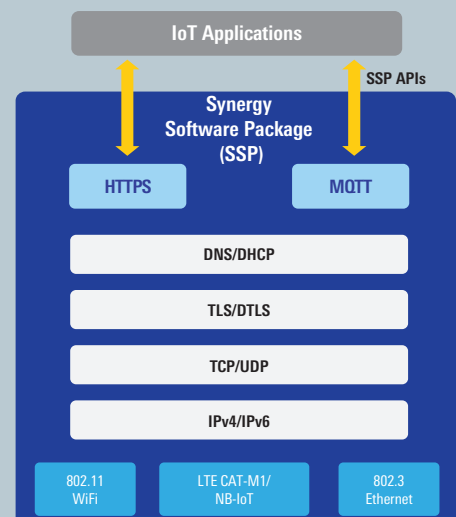 IoT Applications
SSP APIs
Synergy
Software Package
(SSP)
HTTPS
MQTT
DNS/DHCP
TLS/DTLS
TCP/UDP
IPv4/IPv6
802.11
WiFi
LTE CAT-M1/
NB-IoT
802.3
Ethernet